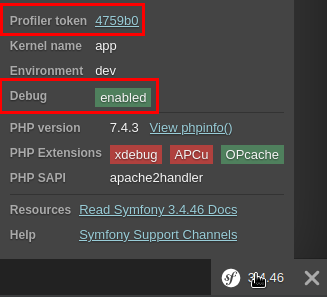 Profiler token 4759b0
Kernel name app
Environment dev
Debug enabled
PHP version 7.4.3 View phpinfo()
PHP Extensions xdebug APCu OPcache
PHP SAPI apache2handler
Resources Read Symfony 3.4.46 Docs
Help Symfony Support Channels
sf 3.4.46